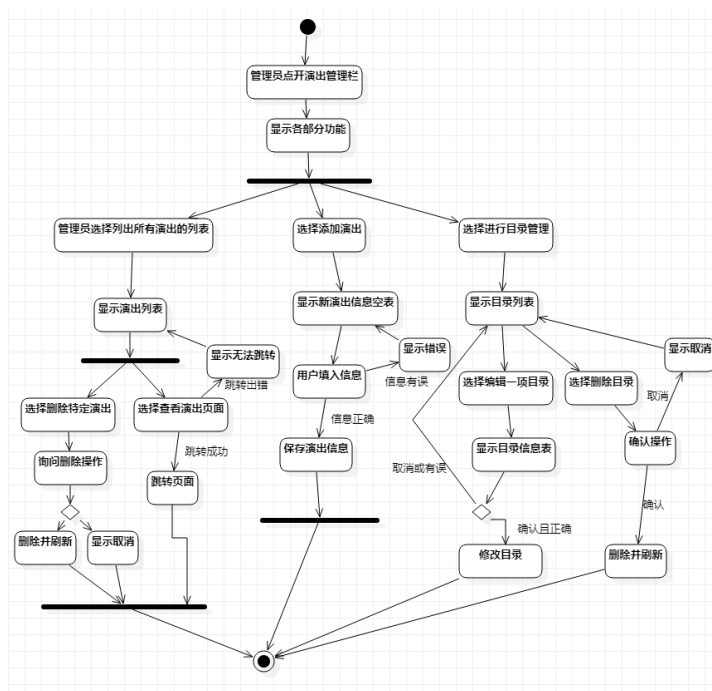 管理员点开演出管理栏
显示各部分功能
管理员选择列出所有演出的列表
选择添加演出
选择进行目录管理
显示演出列表
显示新演出信息空表
显示目录列表
显示无法跳转
显示错误
显示取消
跳转出错
用户填入信息
信息有误
选择编辑一项目录
选择删除目录
取消
选择删除特定演出
选择查看演出页面
信息正确
跳转成功
保存演出信息
显示目录信息表
确认操作
询问删除操作
取消或有误
跳转页面
确认
确认且正确
删除并刷新
显示取消
修改目录
删除并刷新